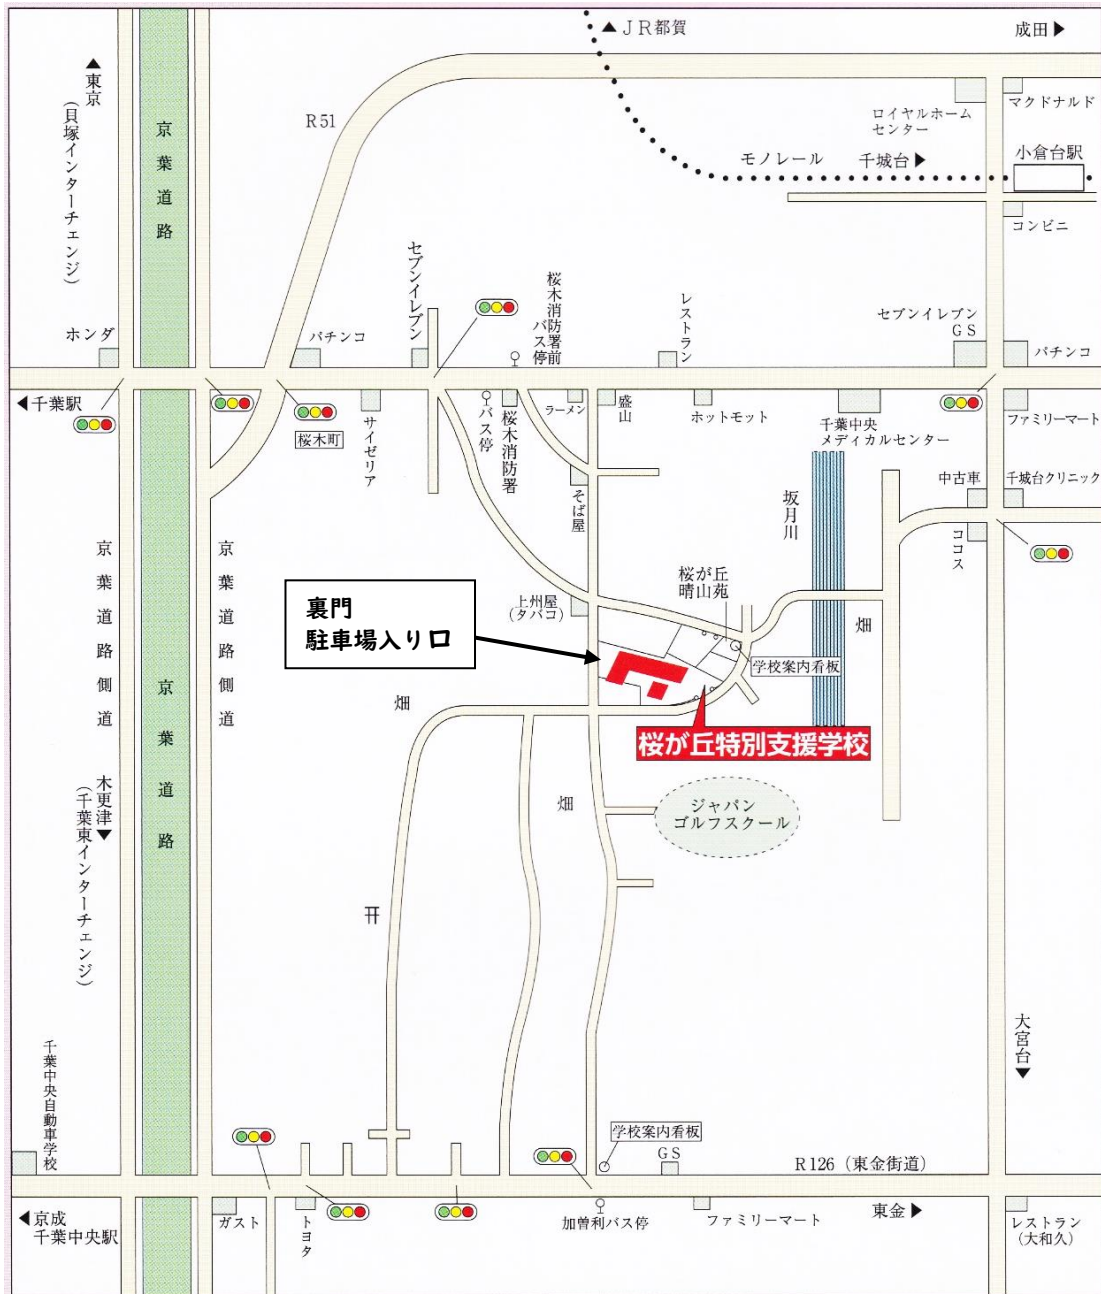 ▲JR都賀
成田▶
▲東京
(貝塚インターチェンジ)
京葉道路
R51
ロイヤルホーム
センター
マクドナルド
モノレール
千城台▶
小倉台駅
コンビニ
ホンダ
パチンコ
セブンイレブン
桜木消防署前
バス停
レストラン
セブンイレブン
GS
パチンコ
◀千葉駅
桜木町
サイゼリア
バス停
桜木消防署
ラーメン
盛山
ホットモット
千葉中央
メディカルセンター
ファミリーマート
そば屋
坂月川
中古車
千城台クリニック
ココス
京葉道路側道
京葉道路側道
裏門
駐車場入り口
上州屋
(タバコ)
桜が丘
晴山苑
畑
学校案内看板
畑
京葉道路
桜が丘特別支援学校
木更津▼
(千葉東インターチェンジ)
畑
ジャパン
ゴルフスクール
大宮台▼
千葉中央自動車学校
学校案内看板
GS
R126(東金街道)
◀京成
千葉中央駅
ガスト
トヨタ
加曽利バス停
ファミリーマート
東金▶
レストラン
(大和久)